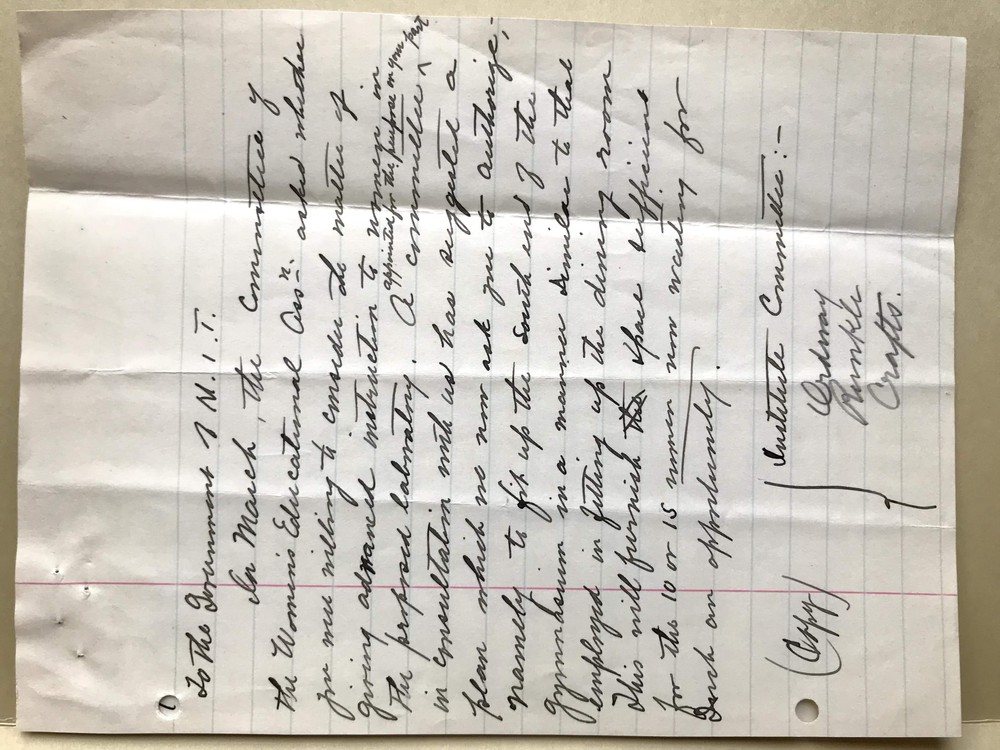 To the Government of M.I.T.
In March, the Committee of
the Woman's Educational Assn. asked whether
you were willing to consider the matter of
giving advanced instruction to women in
the proposed laboratory. A committee ^ appointed for the purpose on your part
in consultation with us has suggested a
plan which we now ask you to authorize,-
namely to fit up the South end of the
gymnasium in a manner similar to that
employed in fitting up the dining room
This will furnish the space sufficient
for the 10 or 15 women now waiting for
such an opportunity.
(Copy) } Institute Committee:-
Ordway
Runkle
Crafts.